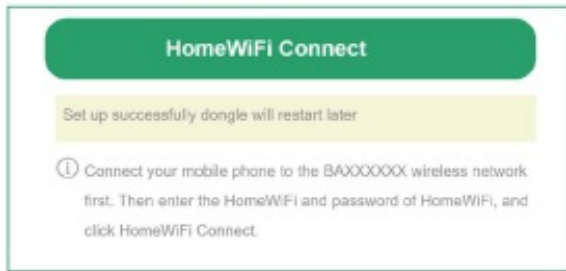 HomeWiFi Connect
Set up successfully dongle will restart later
ⓘ Connect your mobile phone to the BAXXXXXX wireless network
first. Then enter the HomeWiFi and password of HomeWiFi, and
click HomeWiFi Connect.